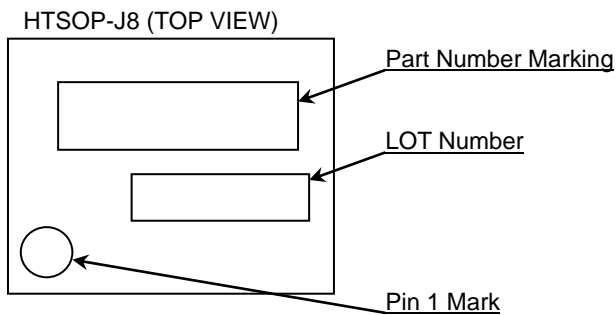 HTSOP-J8 (TOP VIEW)
Part Number Marking
LOT Number
Pin 1 Mark